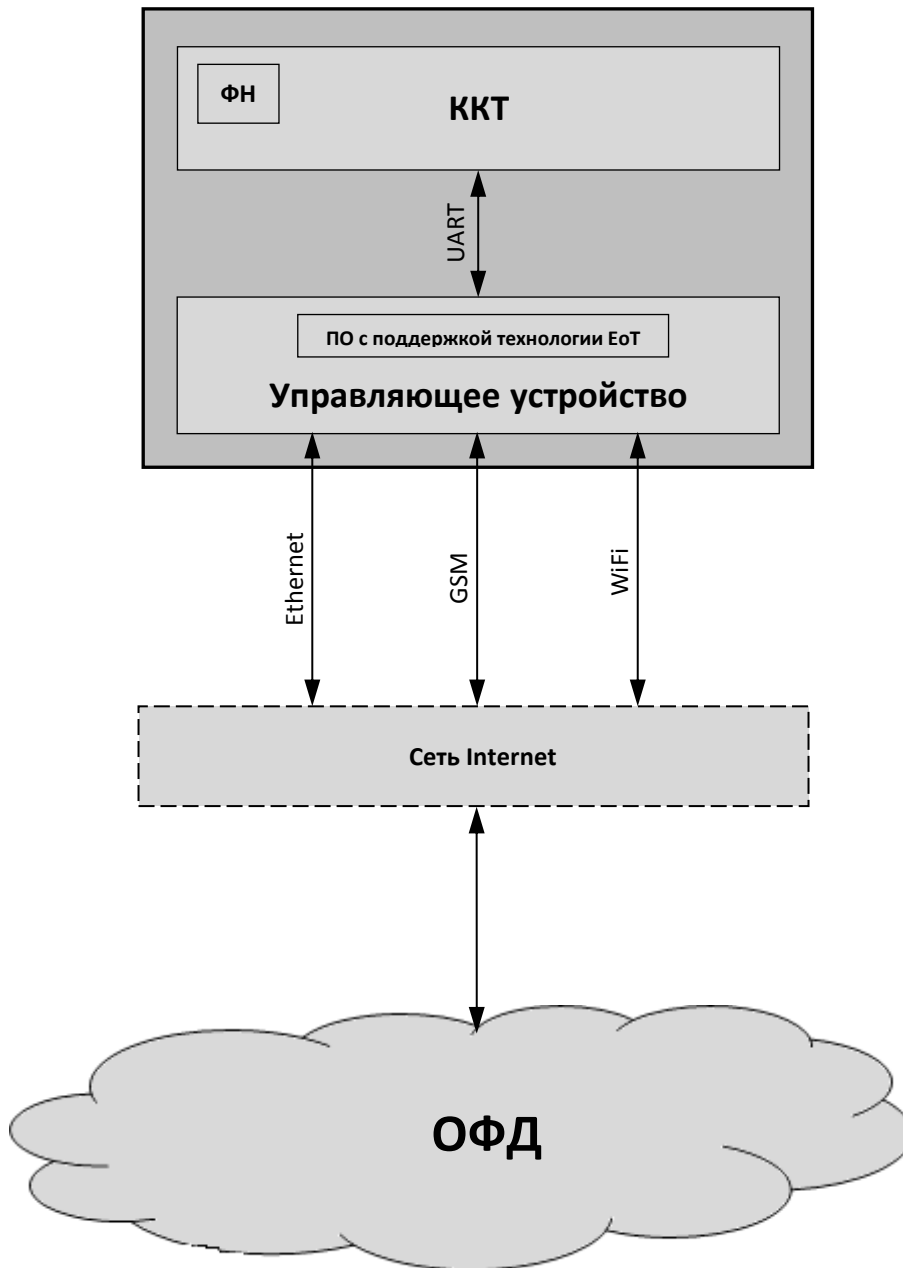 ФН
ККТ
UART
ПО с поддержкой технологии EoT
Управляющее устройство
Ethernet
GSM
WiFi
Сеть Internet
ОФД